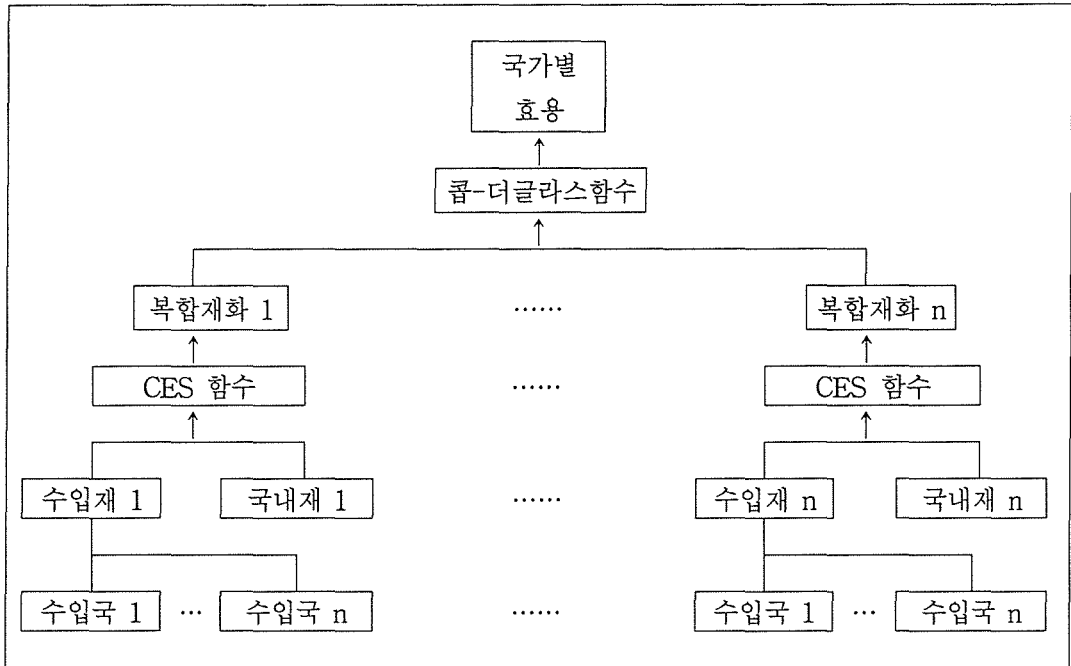 국가별
효용
콥-더글라스함수
복합재화 1 ⋯⋯ 복합재화 n
CES 함수 ⋯⋯ CES 함수
수입재 1 국내재 1 ⋯⋯ 수입재 n 국내재 n
수입국 1 ⋯ 수입국 n ⋯⋯ 수입국 1 ⋯ 수입국 n